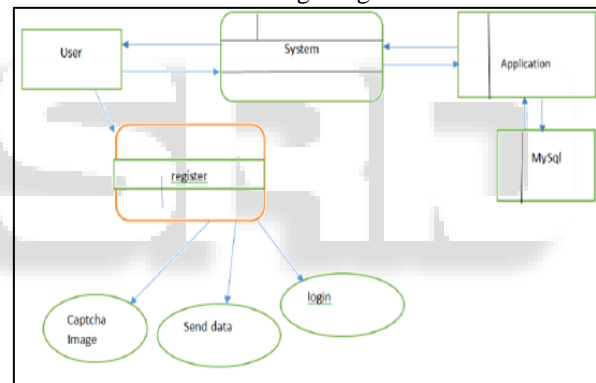 User
System
Application
MySql
register
login
Captcha
Image
Send data